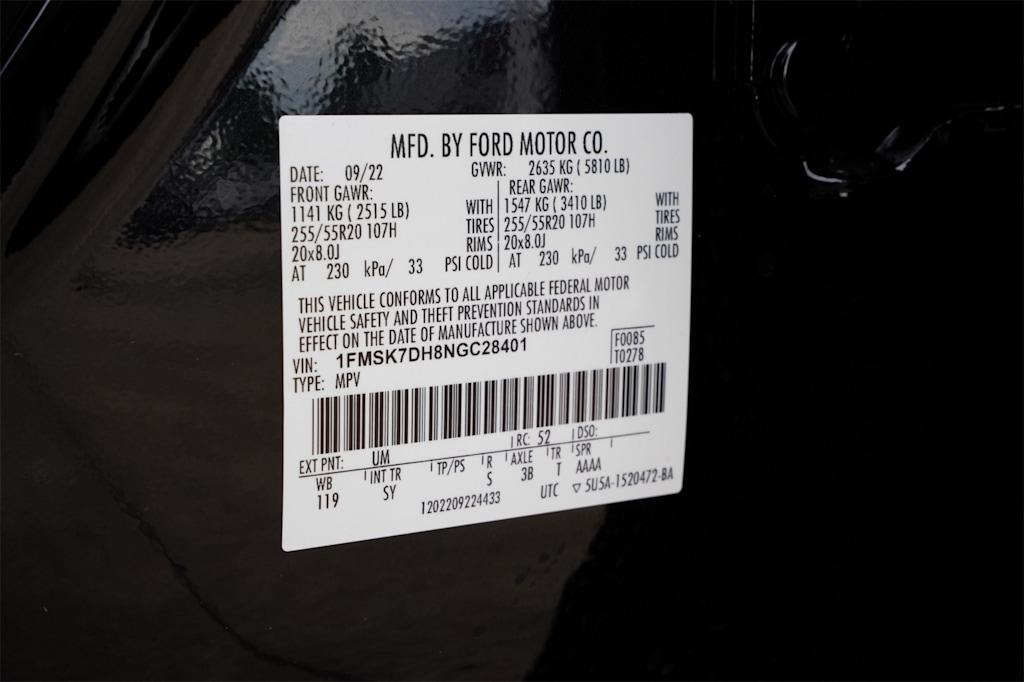 MFD. BY FORD MOTOR CO.
DATE: 09/22 GVWR: 2635 KG ( 5810 LB)
FRONT GAWR: REAR GAWR:
1141 KG ( 2515 LB) WITH 1547 KG ( 3410 LB) WITH
255/55R20 107H TIRES 255/55R20 107H TIRES
20x8.0J RIMS 20x8.0J RIMS
AT 230 kPa/ 33 PSI COLD AT 230 kPa/ 33 PSI COLD
THIS VEHICLE CONFORMS TO ALL APPLICABLE FEDERAL MOTOR
VEHICLE SAFETY AND THEFT PREVENTION STANDARDS IN
EFFECT ON THE DATE OF MANUFACTURE SHOWN ABOVE.
VIN: 1FMSK7DH8NGC28401 F0085
TYPE: MPV T0278
EXT PNT: UM RC: 52 DSO:
WB INT TR TP/PS R AXLE TR SPR
119 SY S 3B T AAAA
1202209224433 UTC ▽ 5U5A-1520472-BA